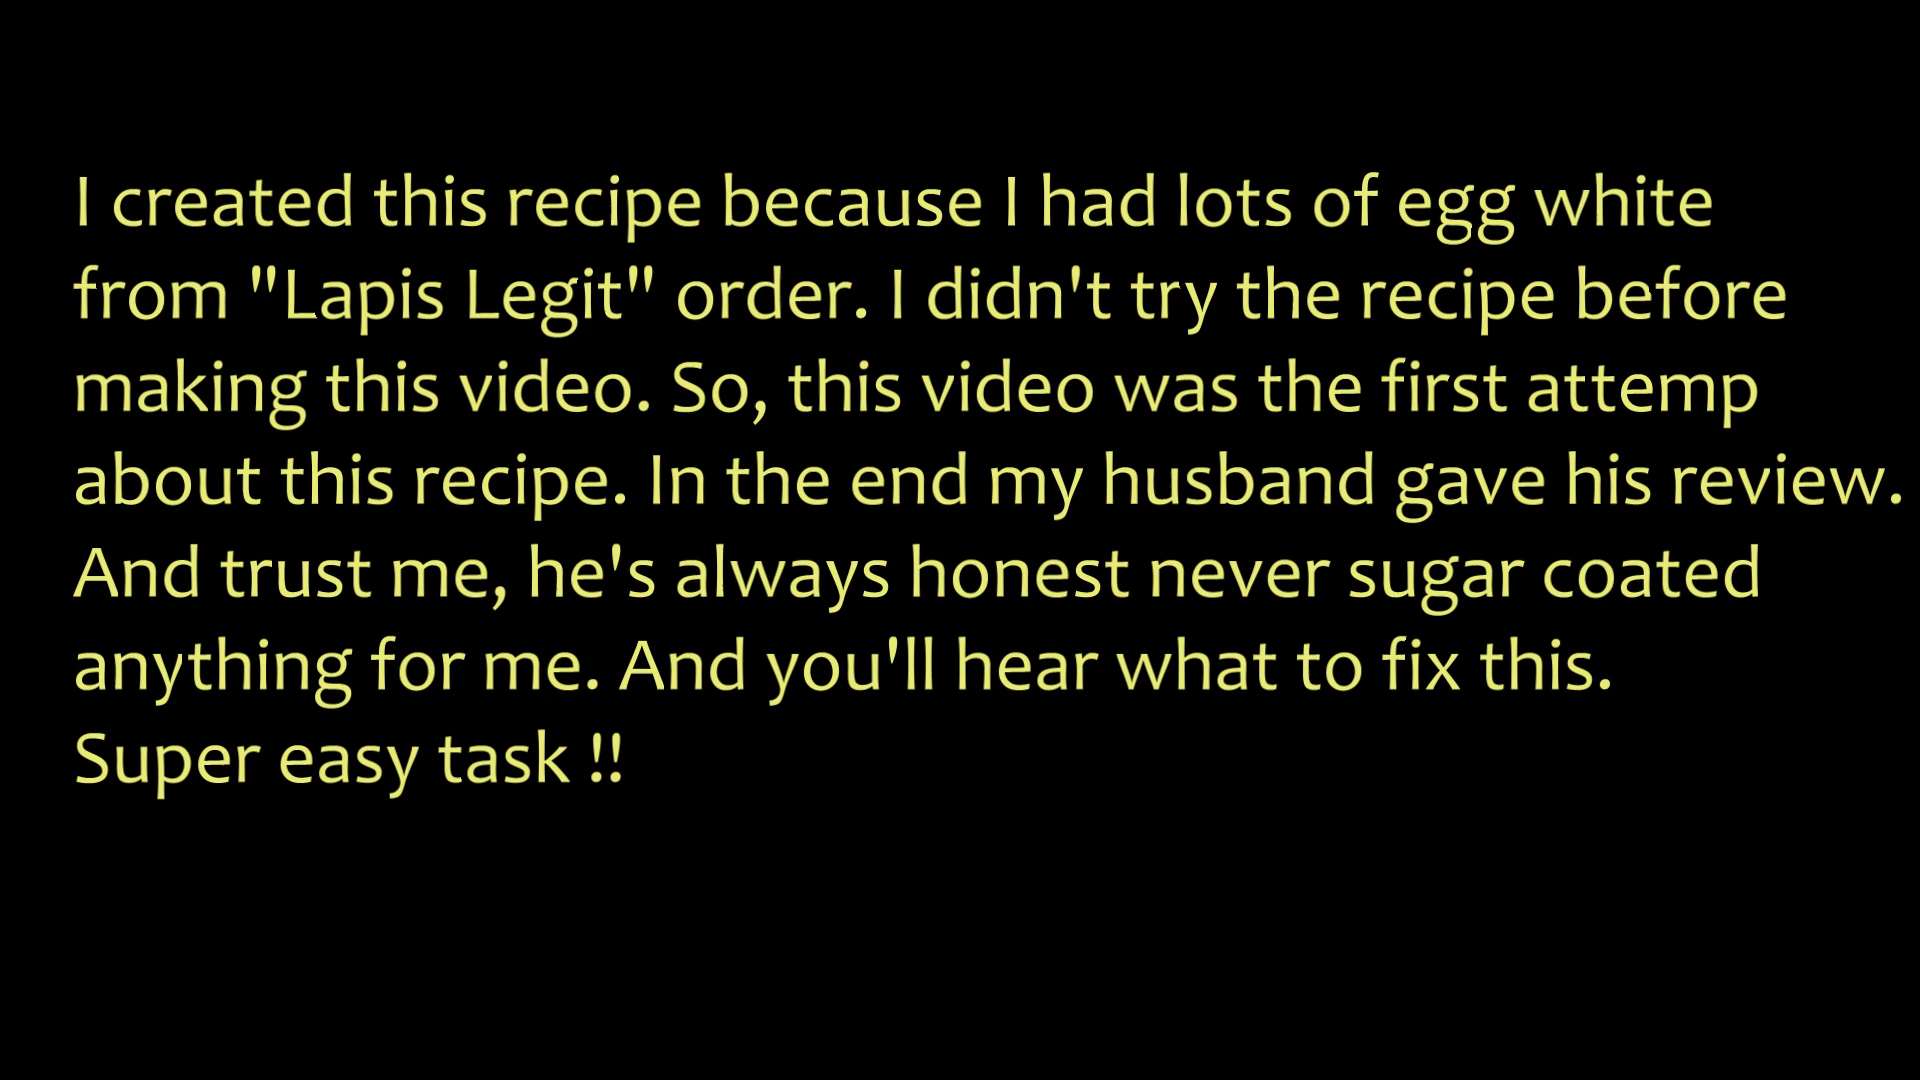 I created this recipe because I had lots of egg white
from "Lapis Legit" order. I didn't try the recipe before
making this video. So, this video was the first attemp
about this recipe. In the end my husband gave his review.
And trust me, he's always honest never sugar coated
anything for me. And you'll hear what to fix this.
Super easy task !!